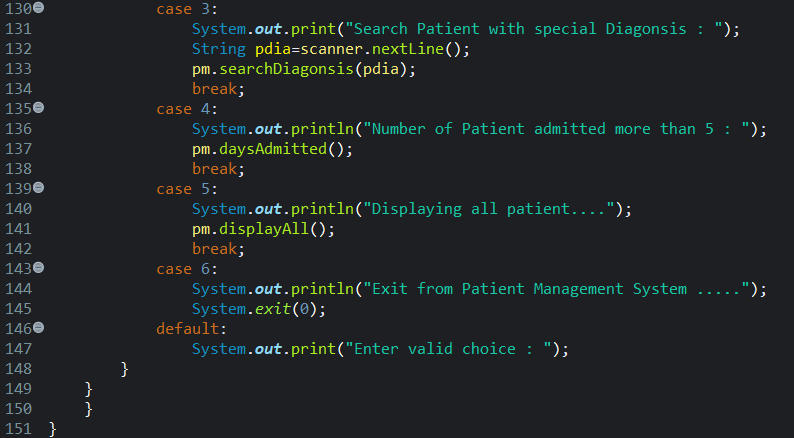 130 case 3:
131 System.out.print("Search Patient with special Diagonsis : ");
132 String pdia=scanner.nextLine();
133 pm.searchDiagonsis(pdia);
134 break;
135 case 4:
136 System.out.println("Number of Patient admitted more than 5 : ");
137 pm.daysAdmitted();
138 break;
139 case 5:
140 System.out.println("Displaying all patient....");
141 pm.displayAll();
142 break;
143 case 6:
144 System.out.println("Exit from Patient Management System .....");
145 System.exit(0);
146 default:
147 System.out.print("Enter valid choice : ");
148 }
149 }
150 }
151 }